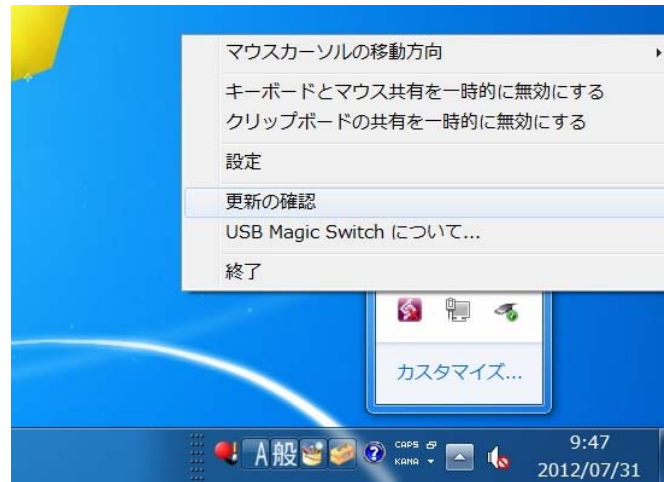 マウスカーソルの移動方向
キーボードとマウス共有を一時的に無効にする
クリップボードの共有を一時的に無効にする
設定
更新の確認
USB Magic Switch について...
終了
カスタマイズ...
A般
CAPS
KANA
9:47
2012/07/31